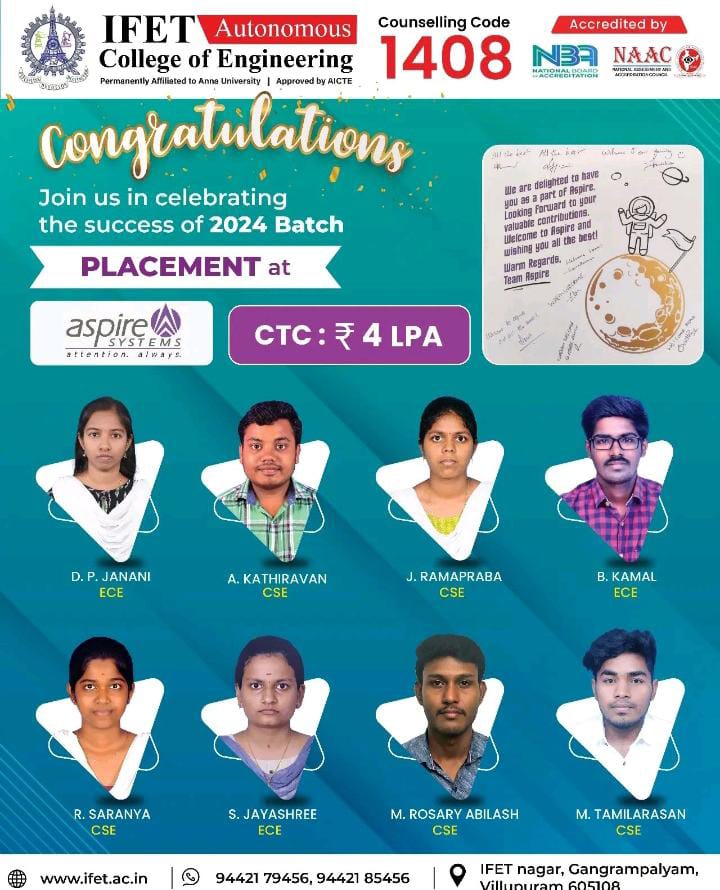 IFET Autonomous
College of Engineering
Permanently Affiliated to Anna University | Approved by AICTE
Counselling Code
1408
Accredited by
NBA
NATIONAL BOARD
of ACCREDITATION
NAAC
NATIONAL ASSESSMENT AND
ACCREDITATION COUNCIL
Congratulations
Join us in celebrating
the success of 2024 Batch
PLACEMENT at
aspire
SYSTEMS
attention. always.
CTC : ₹ 4 LPA
All the best
All the best
We are delighted to have
you as a part of Aspire.
Looking Forward to your
valuable contributions.
Welcome to Aspire and
wishing you all the best!
Warm Regards,
Team Aspire
D. P. JANANI
ECE
A. KATHIRAVAN
CSE
J. RAMAPRABA
CSE
B. KAMAL
ECE
R. SARANYA
CSE
S. JAYASHREE
ECE
M. ROSARY ABILASH
CSE
M. TAMILARASAN
CSE
www.ifet.ac.in | 94421 79456, 94421 85456 | IFET nagar, Gangrampalyam,
Villupuram 605108